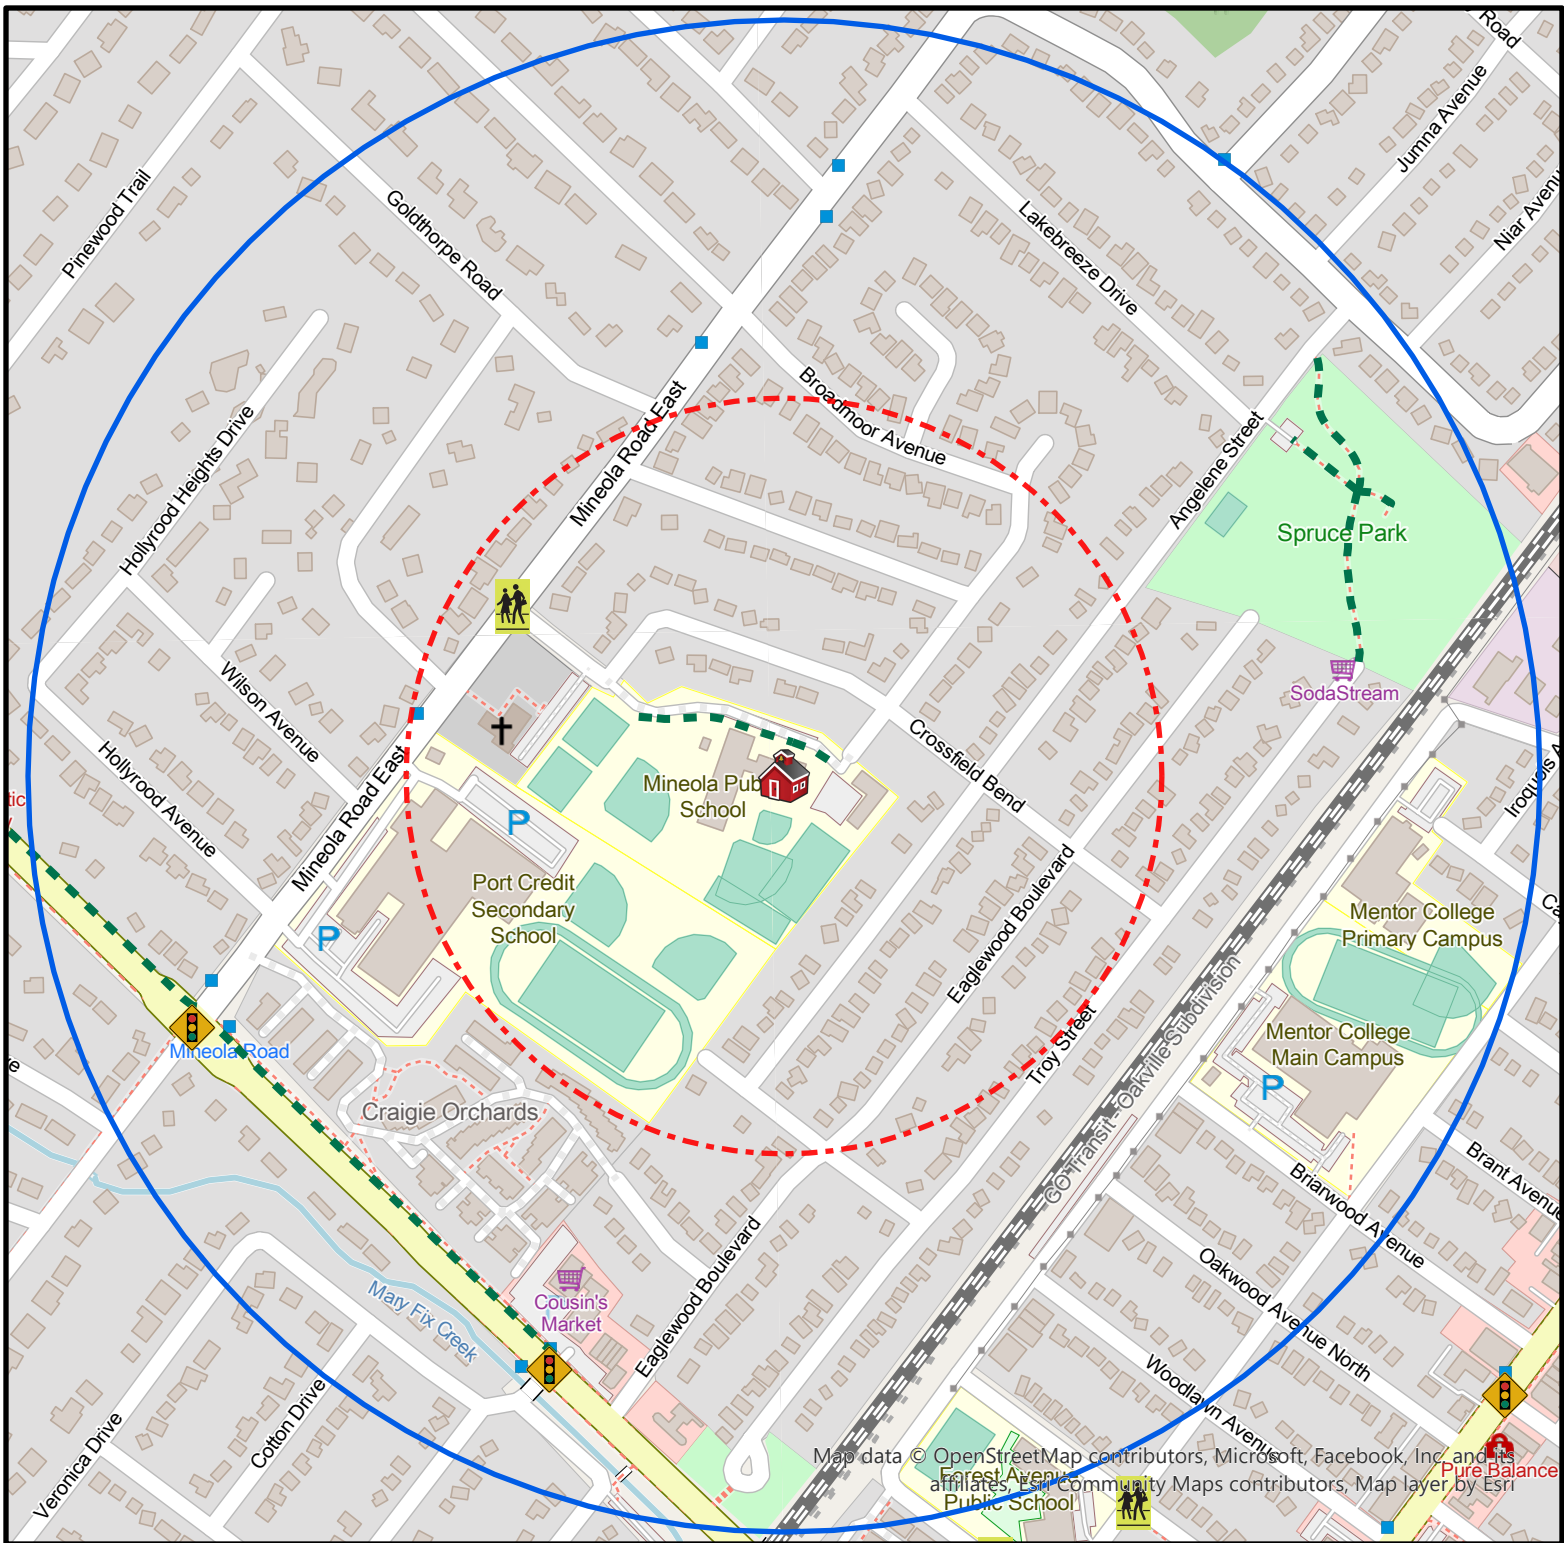 Road
Jumna Avenue
Niar Avenu
Pinewood Trail
Goldthorpe Road
Lakebreeze Drive
Hollyrood Heights Drive
Mineola Road East
Broadmoor Avenue
Angelene Street
Spruce Park
SodaStream
Wilson Avenue
Hollyrood Avenue
Mineola Road East
Mineola Pub
School
Crossfield Bend
Iroquois A
tic
P
Port Credit
Secondary
School
P
Eaglewood Boulevard
Mentor College
Primary Campus
Ca
Mineola Road
Mentor College
Main Campus
P
Troy Street
GO Transit - Oakville Subdivision
Craigie Orchards
Brant Avenue
Briarwood Avenue
Oakwood Avenue North
Woodlawn Avenue
Mary Fix Creek
Cousin's
Market
Eaglewood Boulevard
Cotton Drive
Veronica Drive
Forest Avenue
Public School
Pure Balance
Map data © OpenStreetMap contributors, Microsoft, Facebook, Inc. and its
affiliates, Esri Community Maps contributors, Map layer by Esri